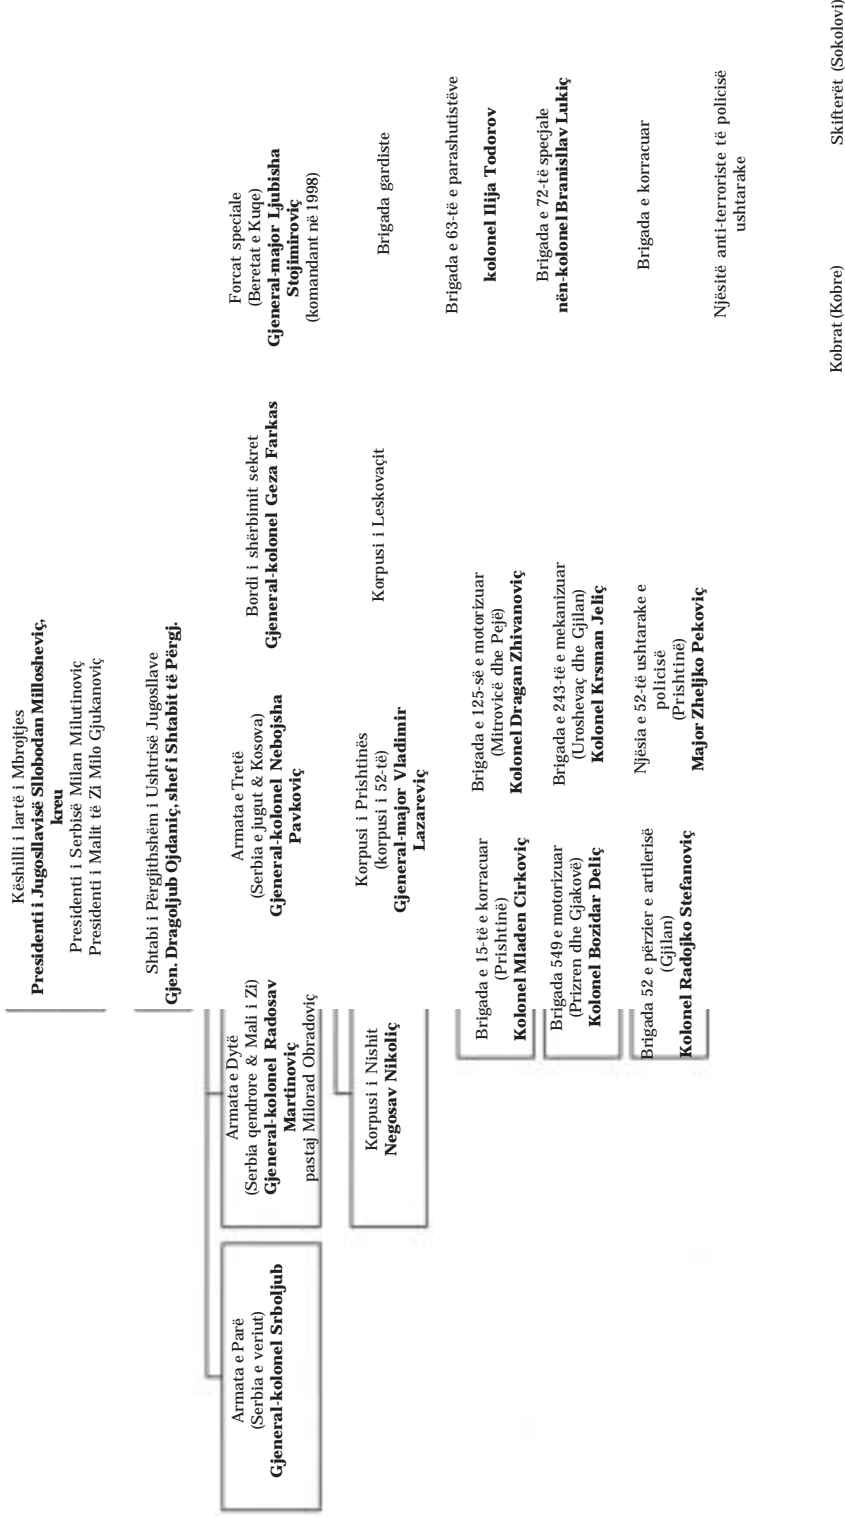 Këshilli i lartë i Mbrojtjes
Presidenti i Jugosllavisë Sllobodan Millosheviç,
kreu
Presidenti i Serbisë Milan Milutinoviç
Presidenti i Malit të Zi Milo Gjukanoviç
Shtabi i Përgjithshëm i Ushtrisë Jugosllave
Gjen. Dragoljub Ojdaniç, shef i Shtabit të Përgj.
Armata e Parë
(Serbia e veriut)
Gjeneral-kolonel Srboljub
Armata e Dytë
(Serbia qendrore & Mali i Zi)
Gjeneral-kolonel Radosav
Martinoviç
pastaj Milorad Obradoviç
Armata e Tretë
(Serbia e jugut & Kosova)
Gjeneral-kolonel Nebojsha
Pavkoviç
Bordi i shërbimit sekret
Gjeneral-kolonel Geza Farkas
Forcat speciale
(Beretat e Kuqe)
Gjeneral-major Ljubisha
Stojimiroviç
(komandant në 1998)
Korpusi i Nishit
Negosav Nikoliç
Korpusi i Prishtinës
(korpusi i 52-të)
Gjeneral-major Vladimir
Lazareviç
Korpusi i Leskovaçit
Brigada gardiste
Brigada e 15-të e korracuar
(Prishtinë)
Kolonel Mladen Cirkoviç
Brigada e 125-së e motorizuar
(Mitrovicë dhe Pejë)
Kolonel Dragan Zhivanoviç
Brigada e 63-të e parashutistëve
kolonel Ilija Todorov
Brigada 549 e motorizuar
(Prizren dhe Gjakovë)
Kolonel Bozidar Deliç
Brigada e 243-të e mekanizuar
(Uroshevaç dhe Gjilan)
Kolonel Krsman Jeliç
Brigada e 72-të specjale
nën-kolonel Branisllav Lukiç
Brigada 52 e përzier e artilerisë
(Gjilan)
Kolonel Radojko Stefanoviç
Njësia e 52-të ushtarake e
policisë
(Prishtinë)
Major Zheljko Pekoviç
Brigada e korracuar
Njësitë anti-terroriste të policisë
ushtarake
Kobrat (Kobre)
Skifterët (Sokolovi)